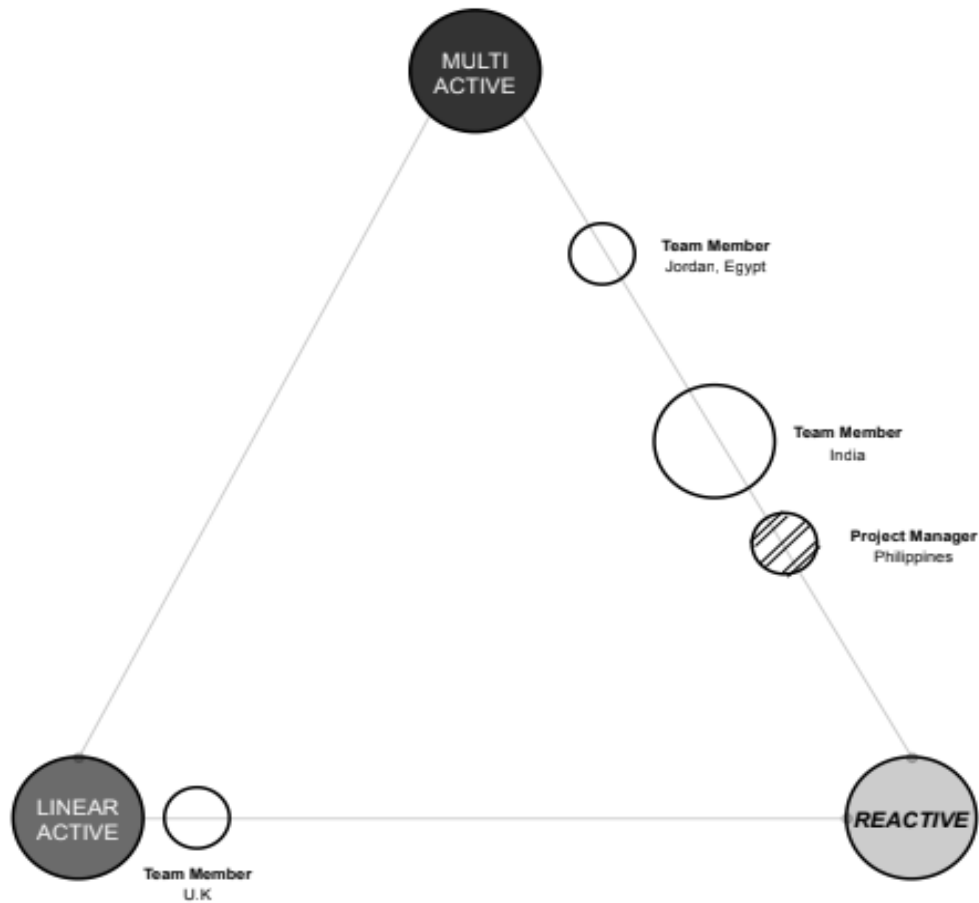 MULTI
ACTIVE
Team Member
Jordan, Egypt
Team Member
India
Project Manager
Philippines
LINEAR
ACTIVE
REACTIVE
Team Member
U.K